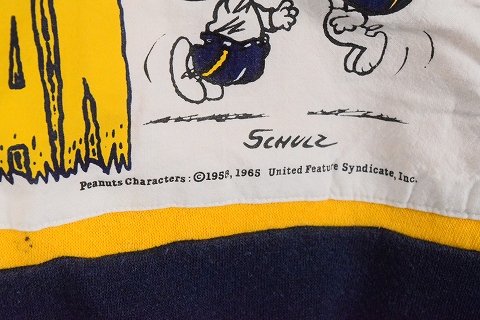 SCHULZ
Peanuts Characters: ©1958, 1965 United Feature Syndicate, Inc.